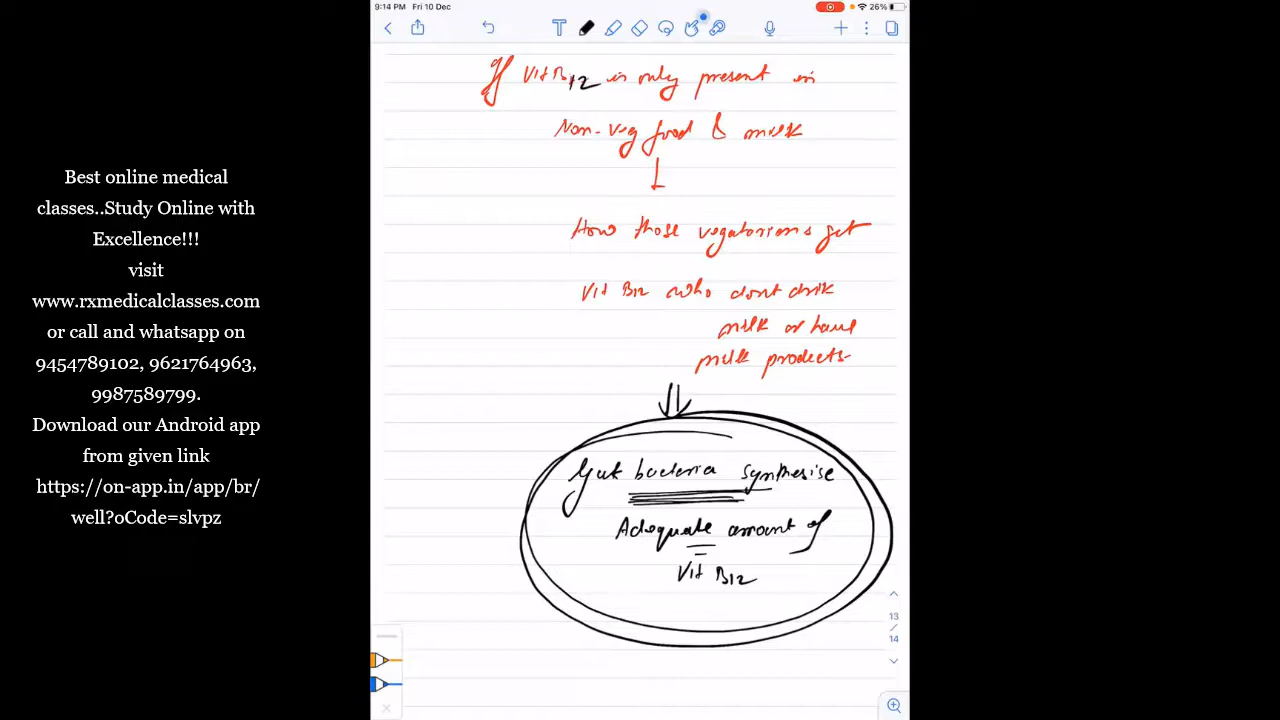 9:14 PM Fri 10 Dec
26%
If Vit B12 is only present in
Non-veg food & milk
How those vegatarians get
Vit B12 who dont drik
milk or have
milk products
Gut bacteria synthesise
Adequate amount of
Vit B12
Best online medical
classes..Study Online with
Excellence!!!
visit
www.rxmedicalclasses.com
or call and whatsapp on
9454789102, 9621764963,
9987589799.
Download our Android app
from given link
https://on-app.in/app/br/
well?oCode=slvpz
13
/
14